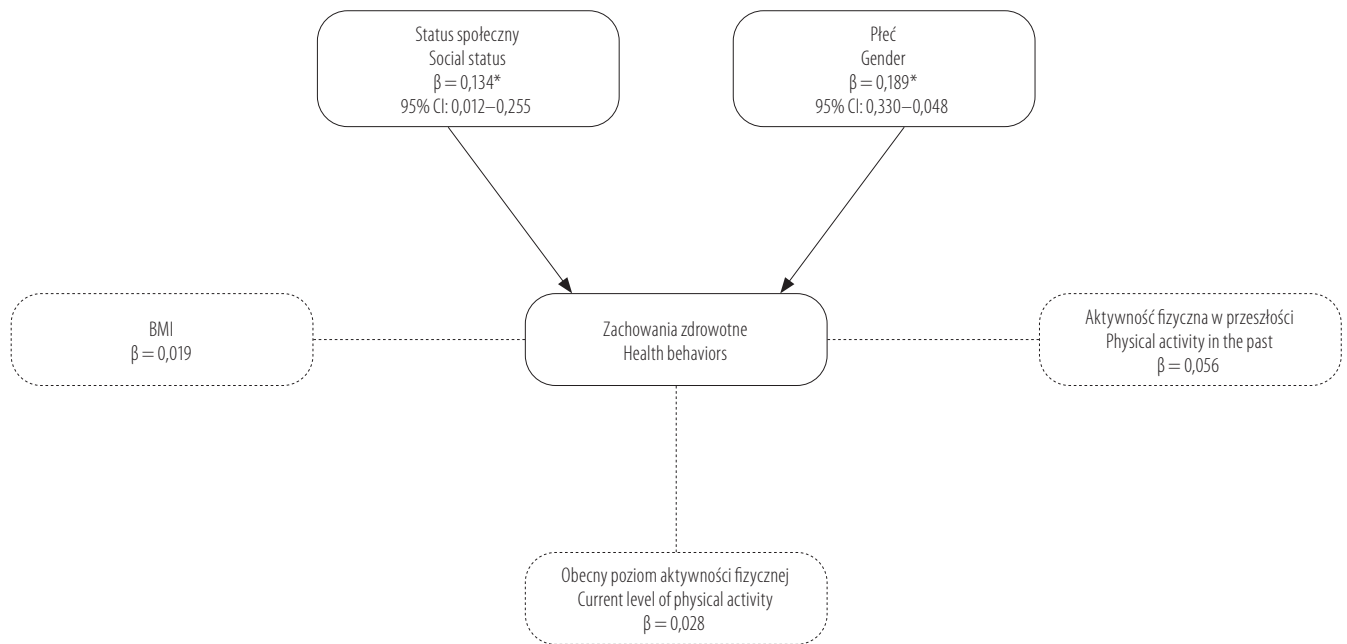 Status społeczny
Social status
β = 0,134*
95% CI: 0,012–0,255
Płeć
Gender
β = 0,189*
95% CI: 0,330–0,048
BMI
β = 0,019
Zachowania zdrowotne
Health behaviors
Aktywność fizyczna w przeszłości
Physical activity in the past
β = 0,056
Obecny poziom aktywności fizycznej
Current level of physical activity
β = 0,028